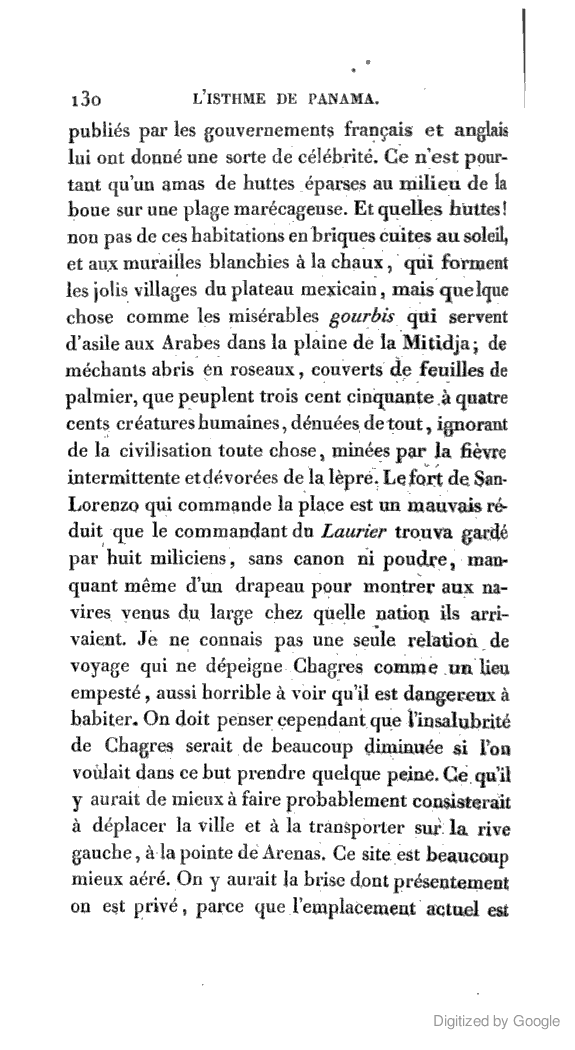 130 L'ISTHME DE PANAMA.
publiés par les gouvernements français et anglais
lui ont donné une sorte de célébrité. Ce n'est pour-
tant qu'un amas de huttes éparses au milieu de la
boue sur une plage marécageuse. Et quelles huttes!
non pas de ces habitations en briques cuites au soleil,
et aux murailles blanchies à la chaux, qui forment
les jolis villages du plateau mexicain, mais quelque
chose comme les misérables gourbis qui servent
d'asile aux Arabes dans la plaine de la Mitidja; de
méchants abris en roseaux, couverts de feuilles de
palmier, que peuplent trois cent cinquante à quatre
cents créatures humaines, dénuées de tout, ignorant
de la civilisation toute chose, minées par la fièvre
intermittente et dévorées de la lèpre. Le fort de San-
Lorenzo qui commande la place est un mauvais ré-
duit que le commandant du Laurier trouva gardé
par huit miliciens, sans canon ni poudre, man-
quant même d'un drapeau pour montrer aux na-
vires venus du large chez quelle nation ils arri-
vaient. Je ne connais pas une seule relation de
voyage qui ne dépeigne Chagres comme un lieu
empesté, aussi horrible à voir qu'il est dangereux à
habiter. On doit penser cependant que l'insalubrité
de Chagres serait de beaucoup diminuée si l'on
voulait dans ce but prendre quelque peine. Ce qu'il
y aurait de mieux à faire probablement consisterait
à déplacer la ville et à la transporter sur la rive
gauche, à la pointe de Arenas. Ce site est beaucoup
mieux aéré. On y aurait la brise dont présentement
on est privé, parce que l'emplacement actuel est
Digitized by Google